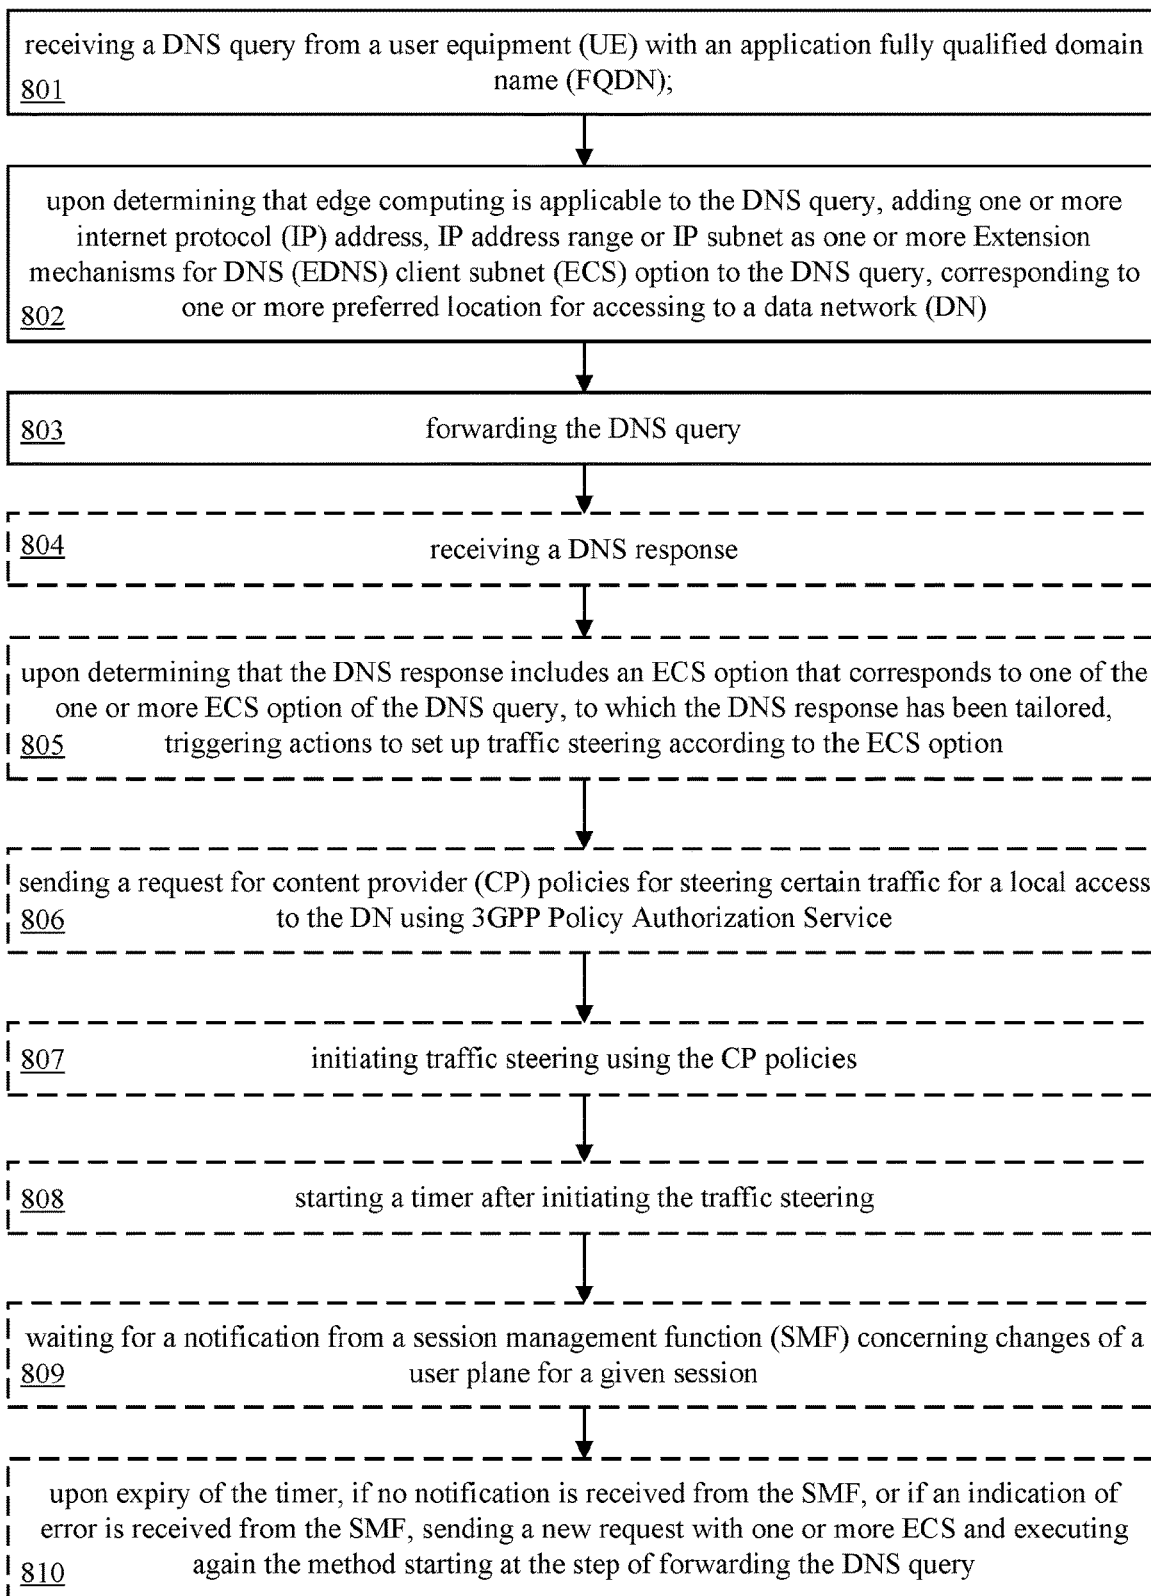 receiving a DNS query from a user equipment (UE) with an application fully qualified domain
name (FQDN);
801
upon determining that edge computing is applicable to the DNS query, adding one or more
internet protocol (IP) address, IP address range or IP subnet as one or more Extension
mechanisms for DNS (EDNS) client subnet (ECS) option to the DNS query, corresponding to
one or more preferred location for accessing to a data network (DN)
802
803
forwarding the DNS query
804
receiving a DNS response
upon determining that the DNS response includes an ECS option that corresponds to one of the
one or more ECS option of the DNS query, to which the DNS response has been tailored,
triggering actions to set up traffic steering according to the ECS option
805
sending a request for content provider (CP) policies for steering certain traffic for a local access
to the DN using 3GPP Policy Authorization Service
806
initiating traffic steering using the CP policies
807
starting a timer after initiating the traffic steering
808
waiting for a notification from a session management function (SMF) concerning changes of a
user plane for a given session
809
upon expiry of the timer, if no notification is received from the SMF, or if an indication of
error is received from the SMF, sending a new request with one or more ECS and executing
again the method starting at the step of forwarding the DNS query
810